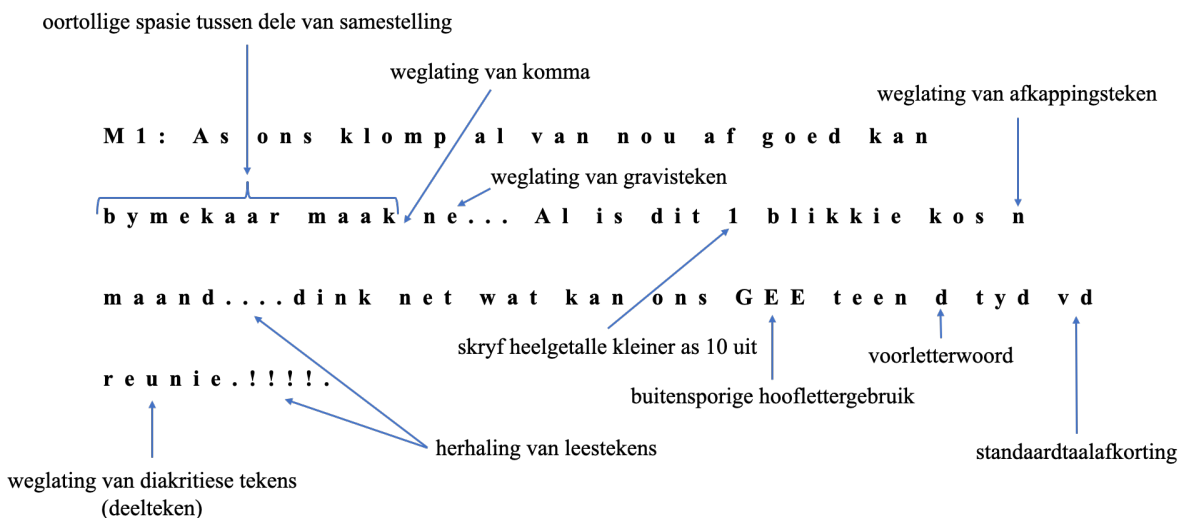 oortollige spasie tussen dele van samestelling
weglating van komma
weglating van afkappingsteken
M1: As ons klomp al van nou af goed kan
weglating van gravisteken
bymekaar maak ne... Al is dit 1 blikkie kos n
maand....dink net wat kan ons GEE teen d tyd vd
skryf heelgetalle kleiner as 10 uit
voorletterwoord
reunie.!!!!.
buitensporige hooflettergebruik
herhaling van leestekens
standaardtaalafkorting
weglating van diakritiese tekens
(deelteken)